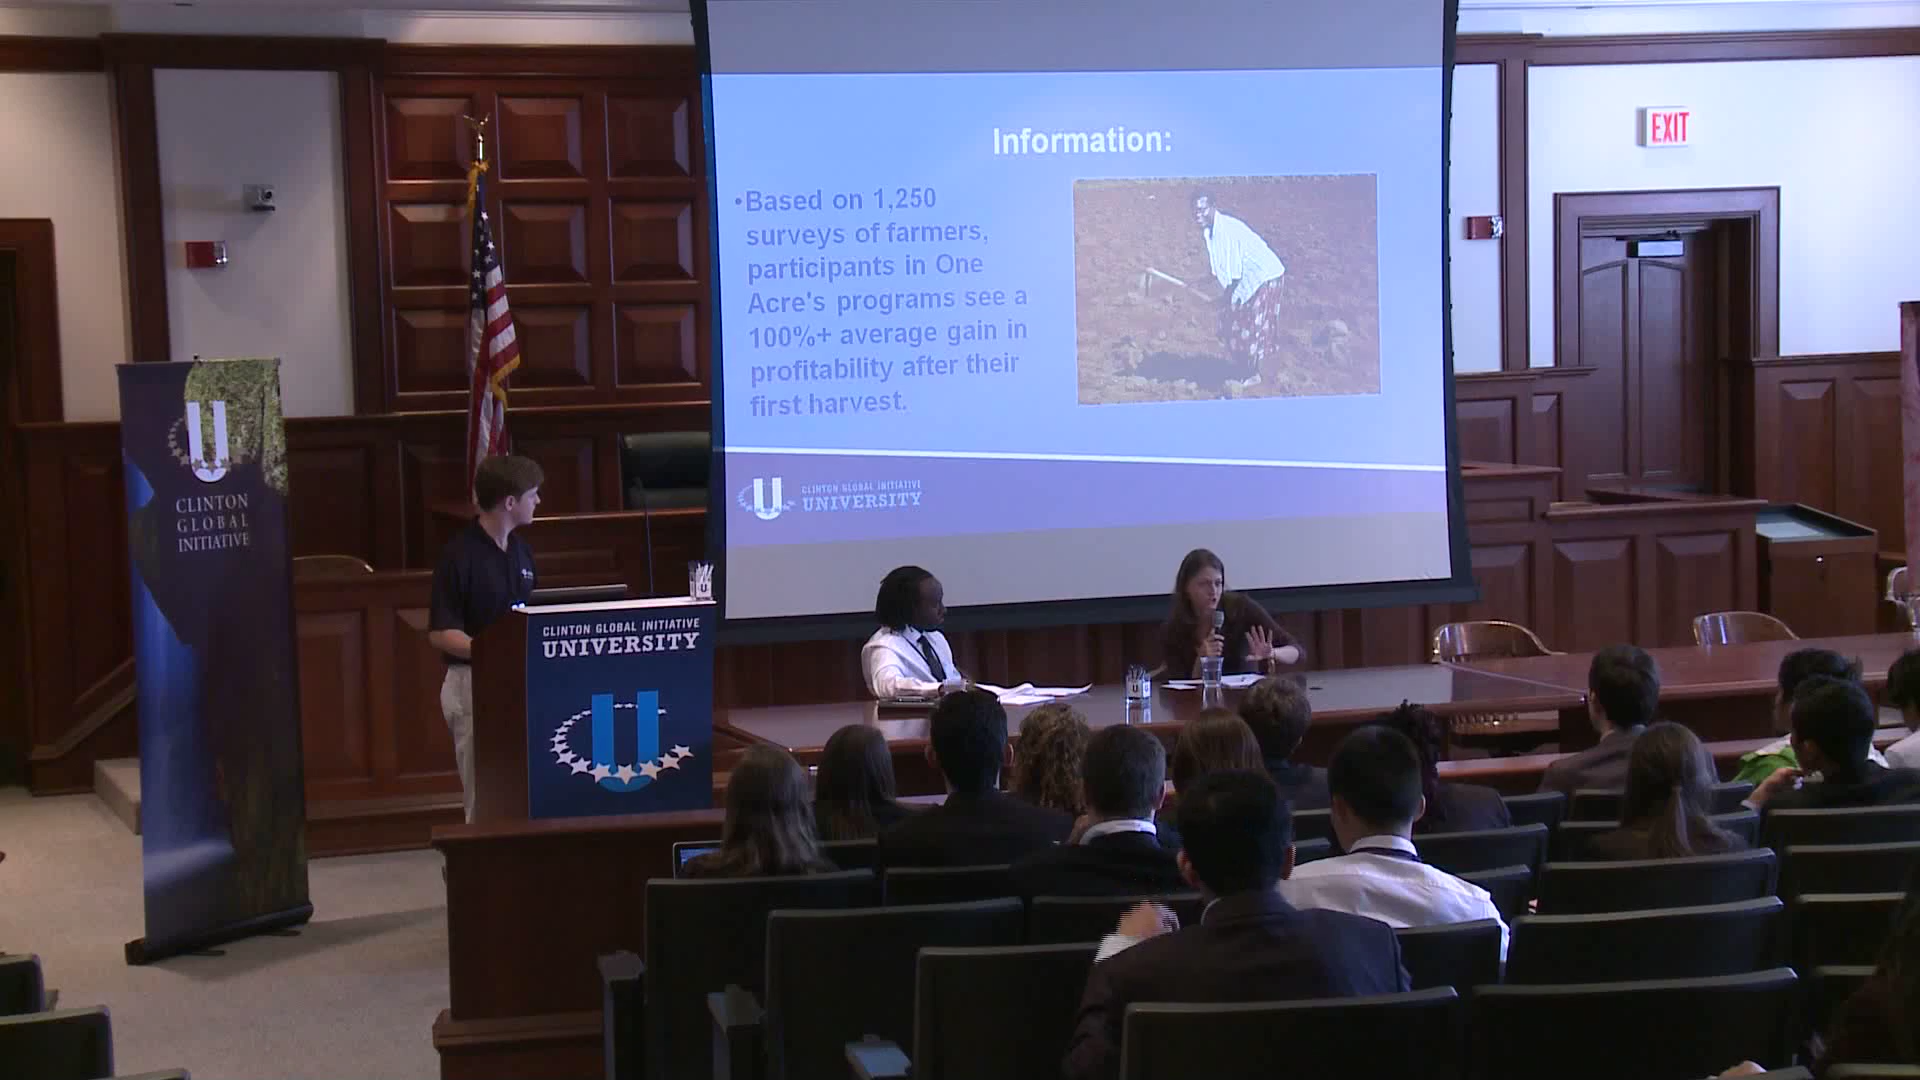 Information:
•Based on 1,250
surveys of farmers,
participants in One
Acre's programs see a
100%+ average gain in
profitability after their
first harvest.
U CLINTON GLOBAL INITIATIVE
UNIVERSITY
EXIT
U
CLINTON
GLOBAL
INITIATIVE
CLINTON GLOBAL INITIATIVE
UNIVERSITY
U
U
U